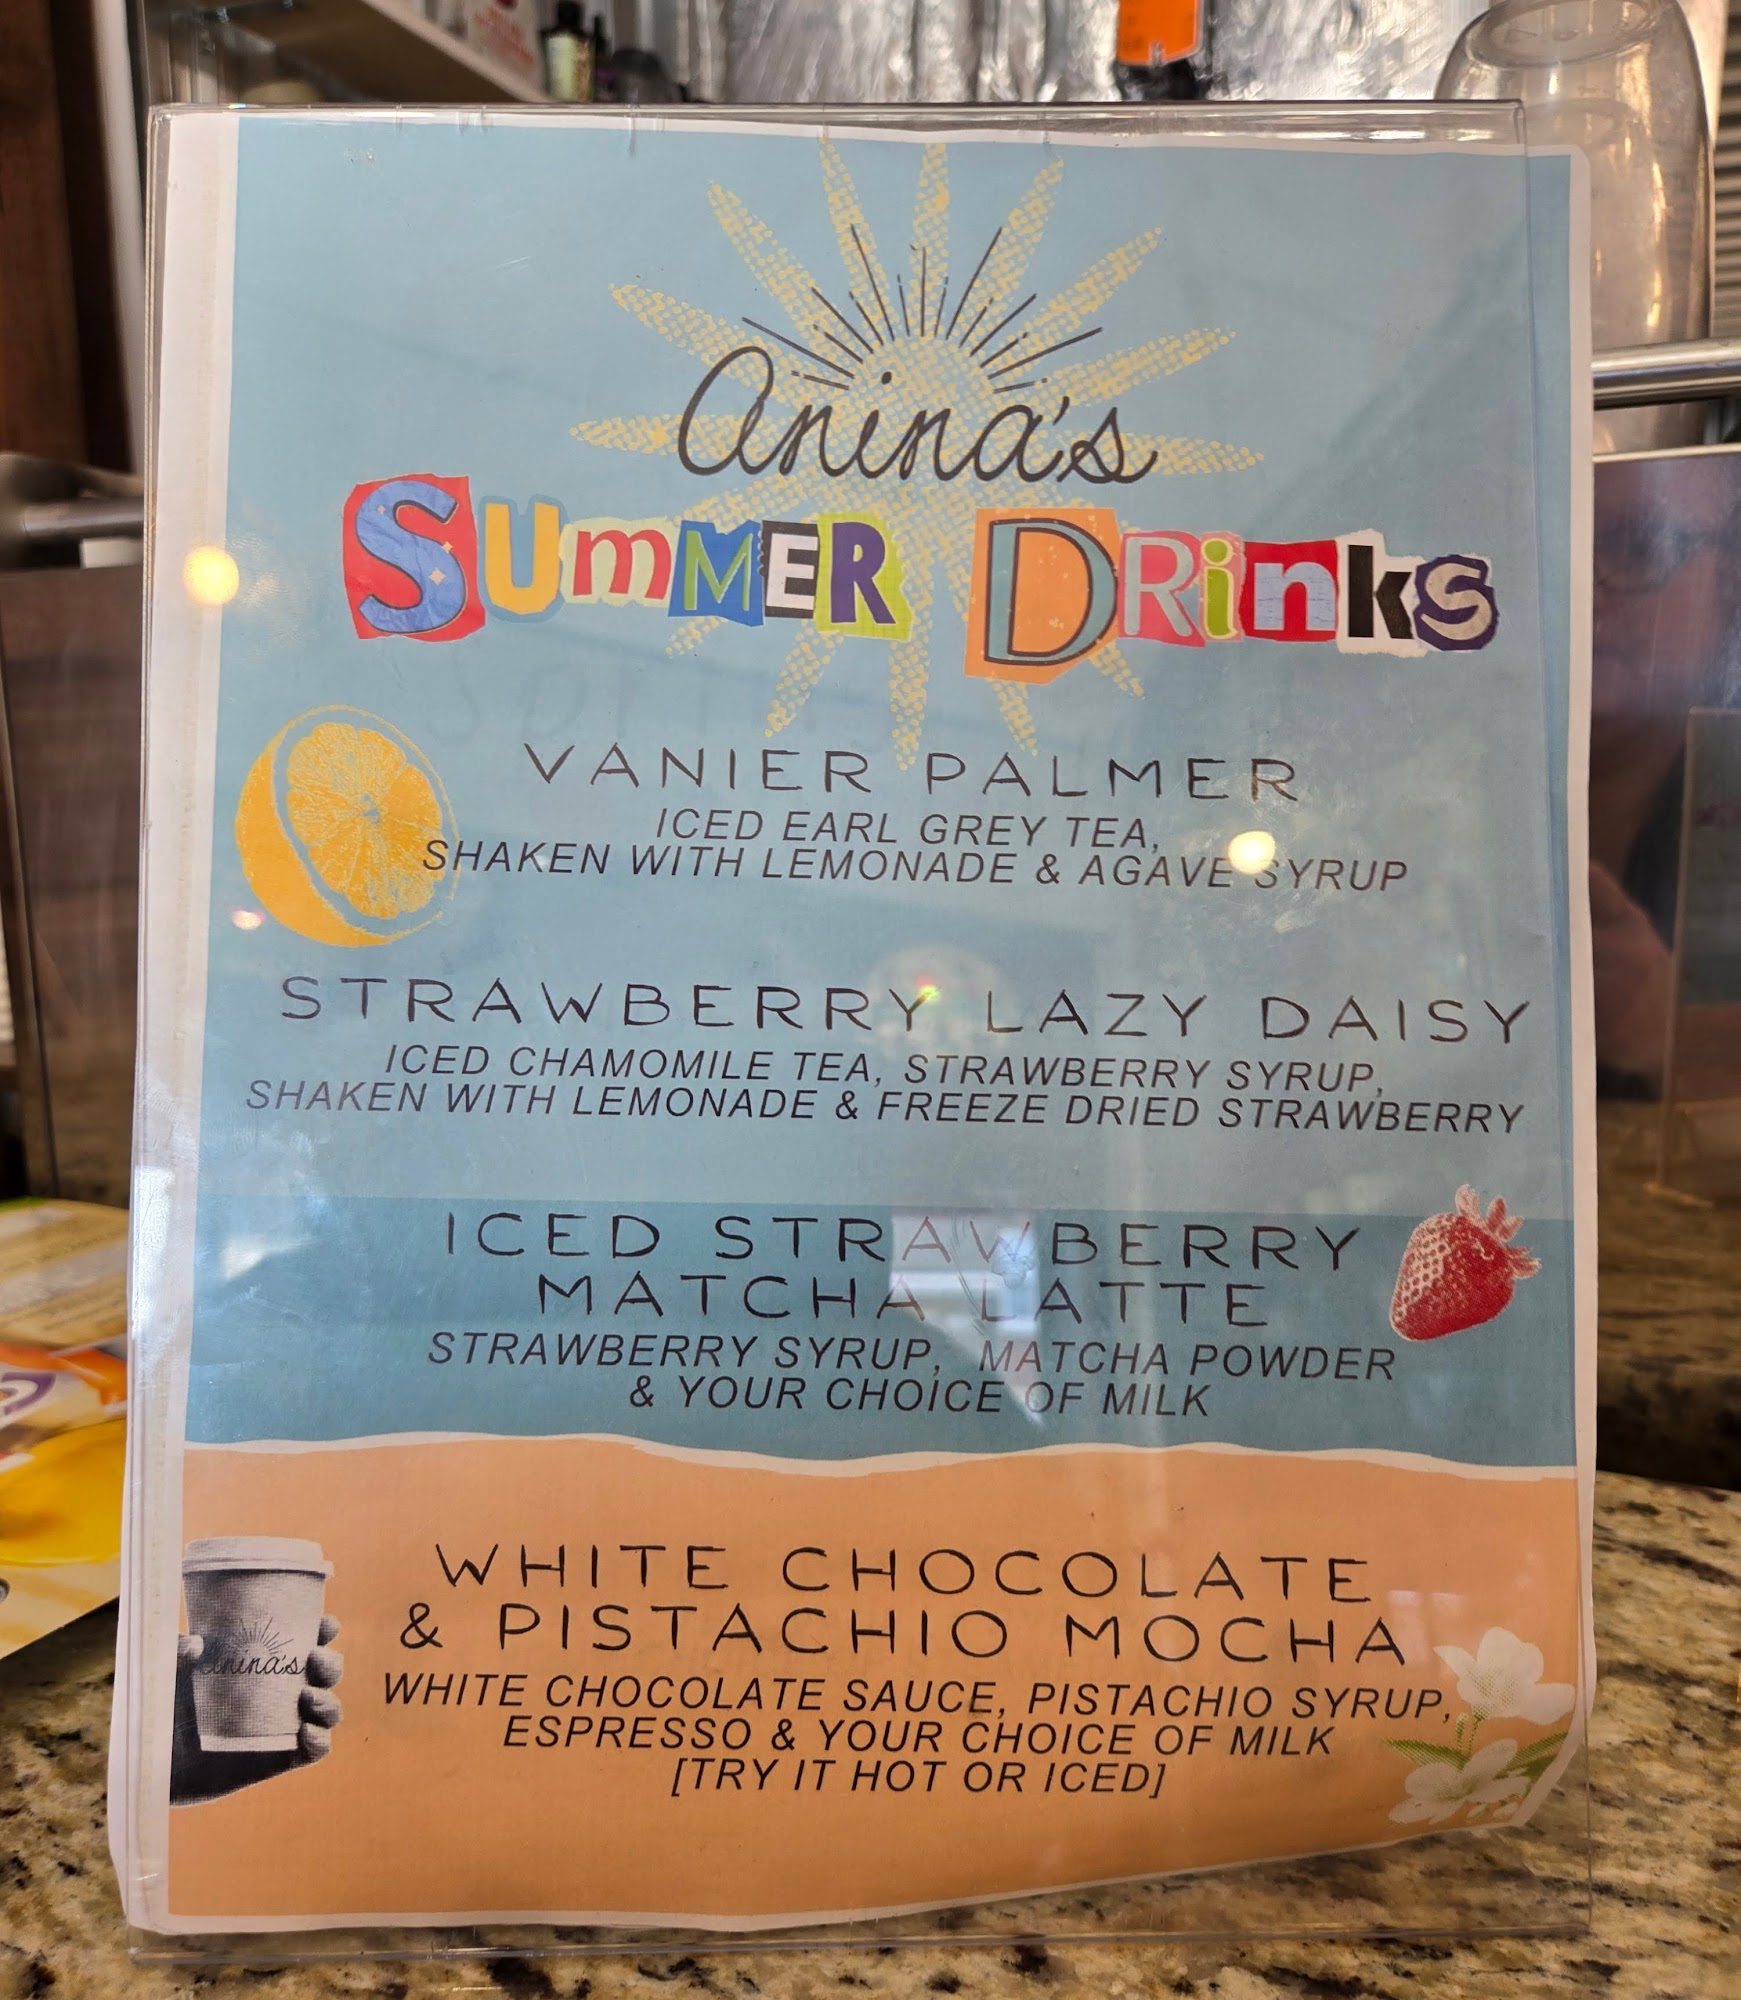 anina's
SUmMER DRinkS
VANIER PALMER
ICED EARL GREY TEA,
SHAKEN WITH LEMONADE & AGAVE SYRUP
STRAWBERRY LAZY DAISY
ICED CHAMOMILE TEA, STRAWBERRY SYRUP,
SHAKEN WITH LEMONADE & FREEZE DRIED STRAWBERRY
ICED STRAWBERRY
MATCHA LATTE
STRAWBERRY SYRUP, MATCHA POWDER
& YOUR CHOICE OF MILK
WHITE CHOCOLATE
& PISTACHIO MOCHA
anina's
WHITE CHOCOLATE SAUCE, PISTACHIO SYRUP,
ESPRESSO & YOUR CHOICE OF MILK
[TRY IT HOT OR ICED]